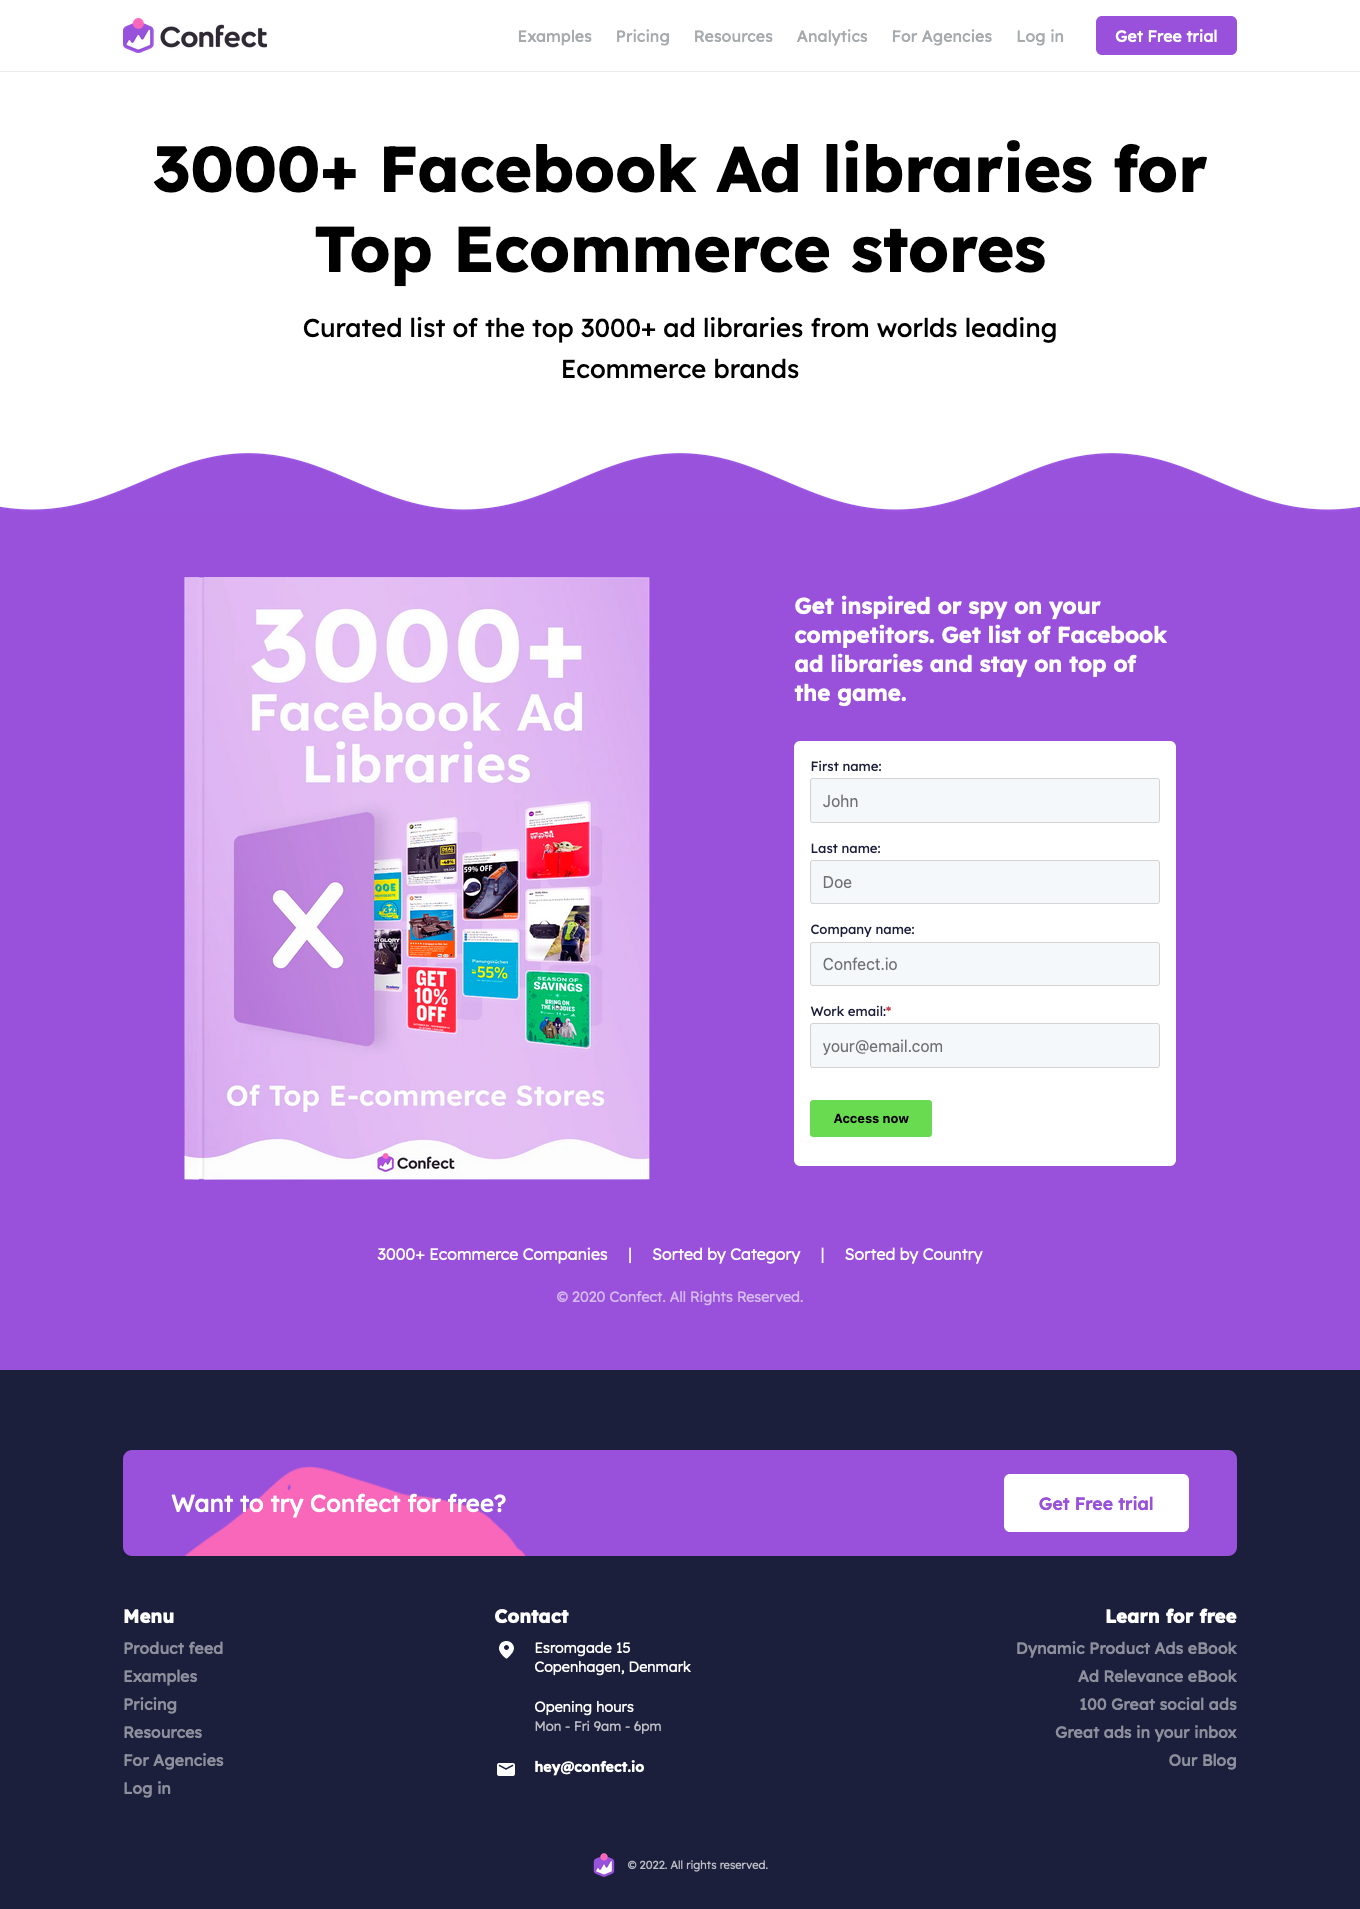 Confect
Examples
Pricing
Resources
Analytics
For Agencies
Log in
Get Free trial
3000+ Facebook Ad libraries for
Top Ecommerce stores
Curated list of the top 3000+ ad libraries from worlds leading
Ecommerce brands
3000+
Facebook Ad
Libraries
59% OFF
-55%
GET
10%
OFF
SEASON OF
SAVINGS
BRING ON
THE HOODIES
Of Top E-commerce Stores
Confect
Get inspired or spy on your
competitors. Get list of Facebook
ad libraries and stay on top of
the game.
First name:
John
Last name:
Doe
Company name:
Confect.io
Work email:*
your@email.com
Access now
3000+ Ecommerce Companies | Sorted by Category | Sorted by Country
© 2020 Confect. All Rights Reserved.
Want to try Confect for free?
Get Free trial
Menu
Product feed
Examples
Pricing
Resources
For Agencies
Log in
Contact
Esromgade 15
Copenhagen, Denmark
Opening hours
Mon - Fri 9am - 6pm
hey@confect.io
Learn for free
Dynamic Product Ads eBook
Ad Relevance eBook
100 Great social ads
Great ads in your inbox
Our Blog
© 2022. All rights reserved.